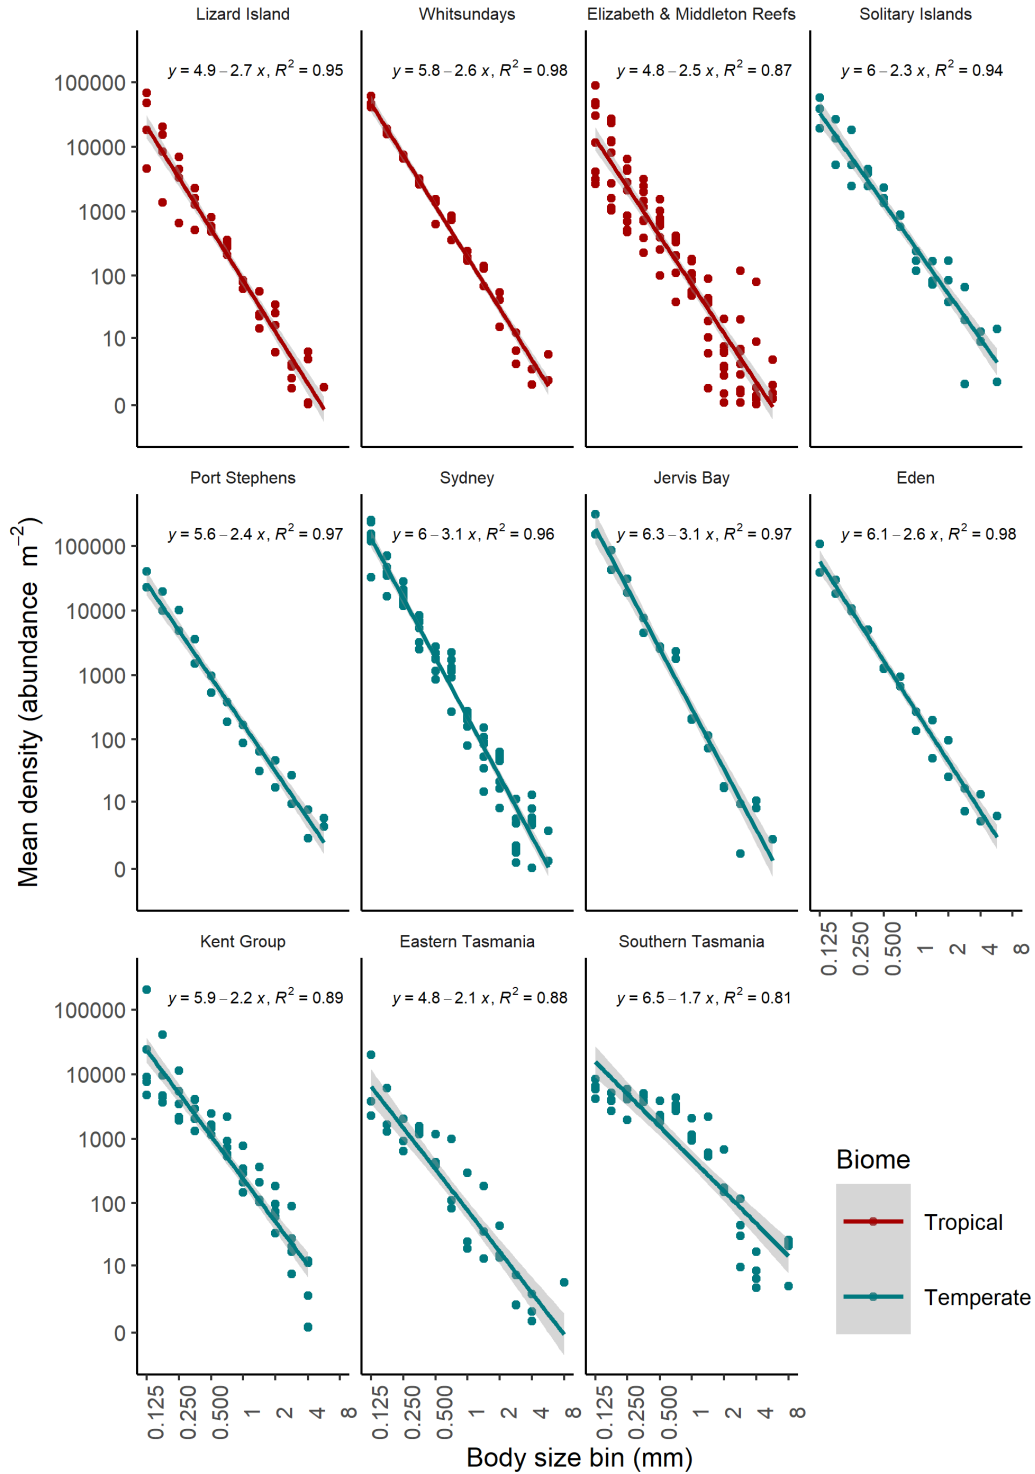 Lizard Island
Whitsundays
Elizabeth & Middleton Reefs
Solitary Islands
y = 4.9 – 2.7 x, R² = 0.95
y = 5.8 – 2.6 x, R² = 0.98
y = 4.8 – 2.5 x, R² = 0.87
y = 6 – 2.3 x, R² = 0.94
100000
10000
1000
100
10
0
Port Stephens
Sydney
Jervis Bay
Eden
y = 5.6 – 2.4 x, R² = 0.97
y = 6 – 3.1 x, R² = 0.96
y = 6.3 – 3.1 x, R² = 0.97
y = 6.1 – 2.6 x, R² = 0.98
100000
10000
1000
100
10
0
Mean density (abundance m⁻²)
0.125
0.250
0.500
1
2
4
8
Kent Group
Eastern Tasmania
Southern Tasmania
y = 5.9 – 2.2 x, R² = 0.89
y = 4.8 – 2.1 x, R² = 0.88
y = 6.5 – 1.7 x, R² = 0.81
100000
10000
1000
100
10
0
0.125
0.250
0.500
1
2
4
8
0.125
0.250
0.500
1
2
4
8
0.125
0.250
0.500
1
2
4
8
Body size bin (mm)
Biome
Tropical
Temperate